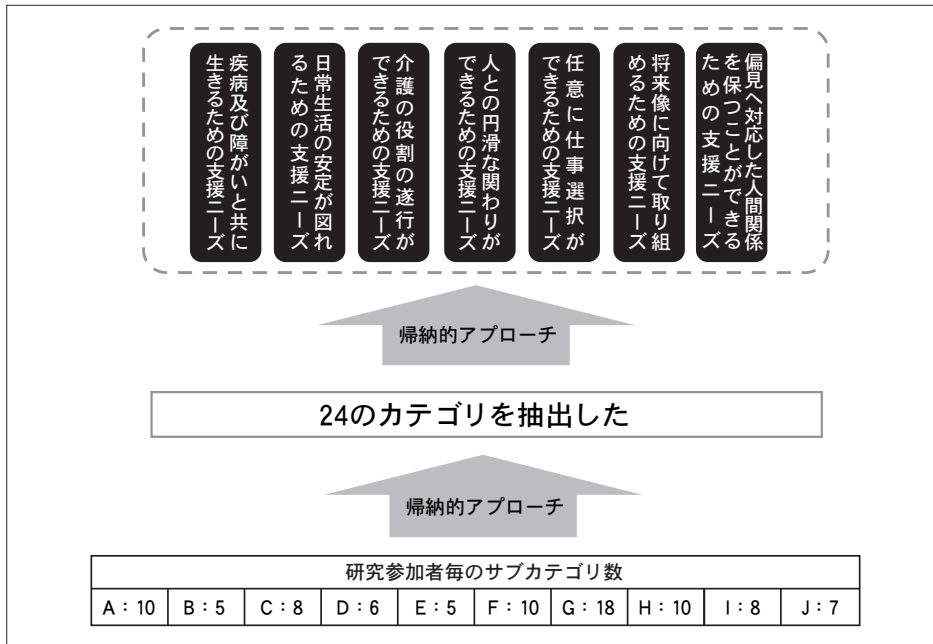 疾病及び障がいと共に
生きるための支援ニーズ
日常生活の安定が図れ
るための支援ニーズ
介護の役割の遂行が
できるための支援ニーズ
人との円滑な関わりが
できるための支援ニーズ
任意に仕事選択が
できるための支援ニーズ
将来像に向けて取り組
めるための支援ニーズ
偏見へ対応した人間関係
を保つことができる
ための支援ニーズ
帰納的アプローチ
24のカテゴリを抽出した
帰納的アプローチ
研究参加者毎のサブカテゴリ数
A：10 B：5 C：8 D：6 E：5 F：10 G：18 H：10 I：8 J：7